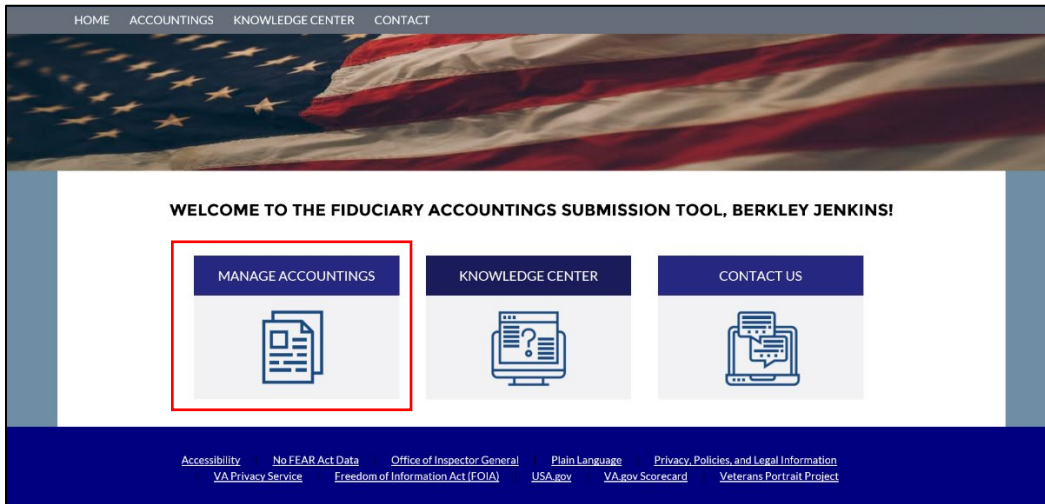 HOME ACCOUNTINGS KNOWLEDGE CENTER CONTACT
WELCOME TO THE FIDUCIARY ACCOUNTINGS SUBMISSION TOOL, BERKLEY JENKINS!
MANAGE ACCOUNTINGS KNOWLEDGE CENTER CONTACT US
?
Accessibility No FEAR Act Data Office of Inspector General Plain Language Privacy, Policies, and Legal Information
VA Privacy Service Freedom of Information Act (FOIA) USA.gov VA.gov Scorecard Veterans Portrait Project